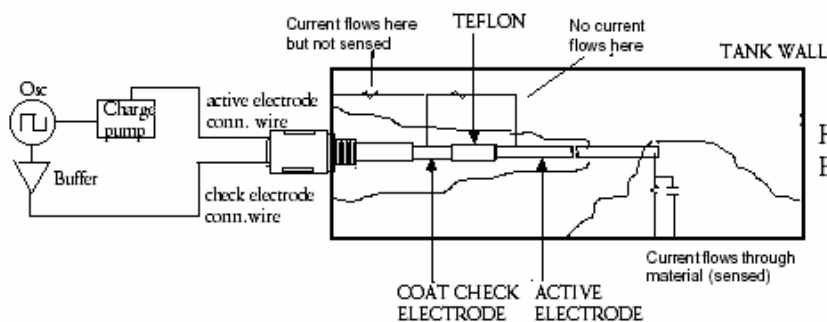 Current flows here
but not sensed
TEFLON
No current
flows here
TANK WALL
Osc
Charge
pump
active electrode
conn. wire
Buffer
check electrode
conn.wire
COAT CHECK
ELECTRODE
ACTIVE
ELECTRODE
Current flows through
material (sensed)